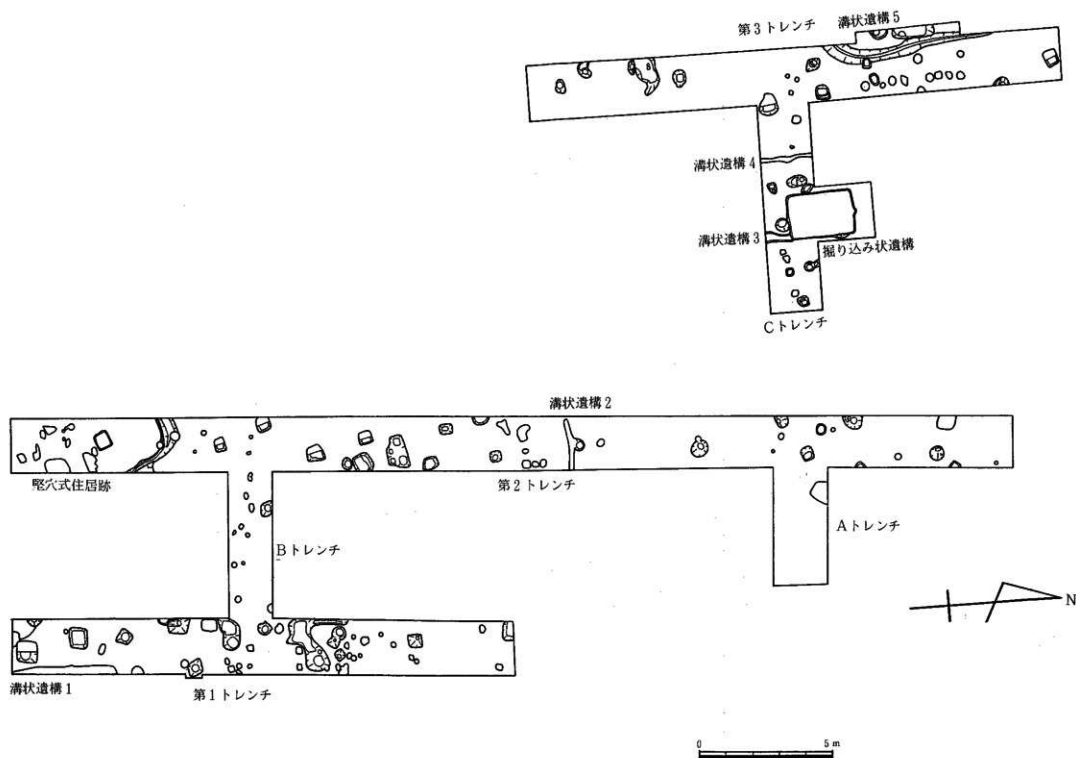 第3トレンチ 溝状遺構5
溝状遺構4
溝状遺構3
掘り込み状遺構
Cトレンチ
溝状遺構2
竪穴式住居跡
第2トレンチ
Aトレンチ
Bトレンチ
N
溝状遺構1
第1トレンチ
0 5m